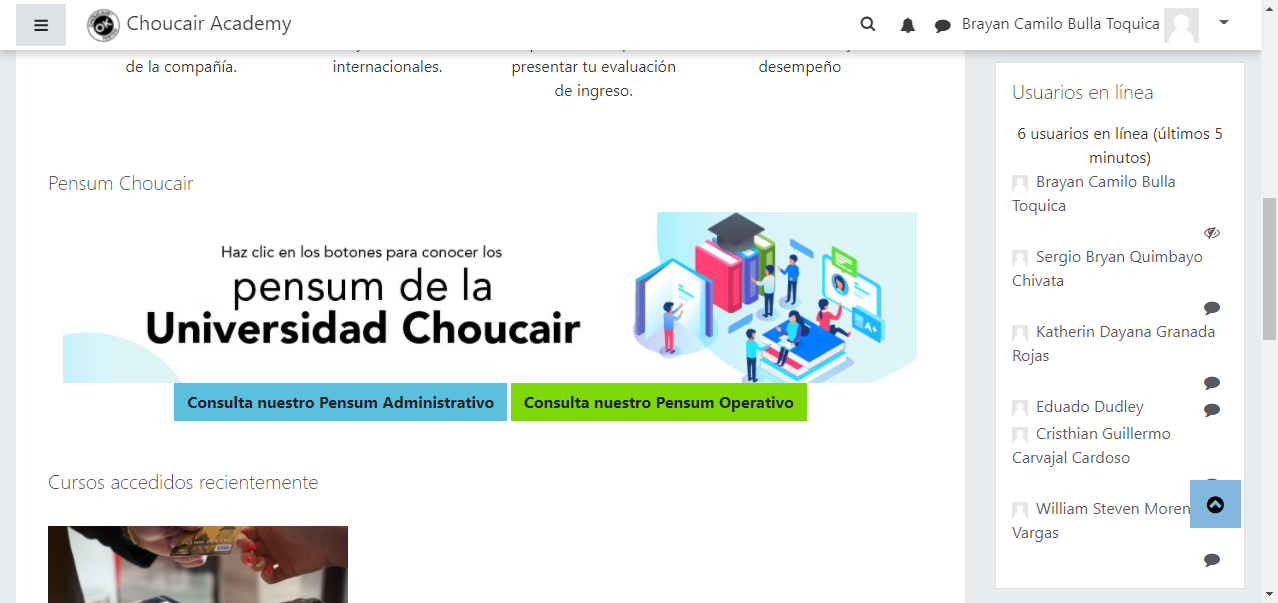 Choucair Academy
Brayan Camilo Bulla Toquica
de la compañía.
internacionales.
presentar tu evaluación
de ingreso.
desempeño
Pensum Choucair
Haz clic en los botones para conocer los
pensum de la
Universidad Choucair
A+
Consulta nuestro Pensum Administrativo
Consulta nuestro Pensum Operativo
Cursos accedidos recientemente
VISA
Usuarios en línea
6 usuarios en línea (últimos 5
minutos)
Brayan Camilo Bulla
Toquica
Sergio Bryan Quimbayo
Chivata
Katherin Dayana Granada
Rojas
Eduado Dudley
Cristhian Guillermo
Carvajal Cardoso
William Steven Moren
Vargas